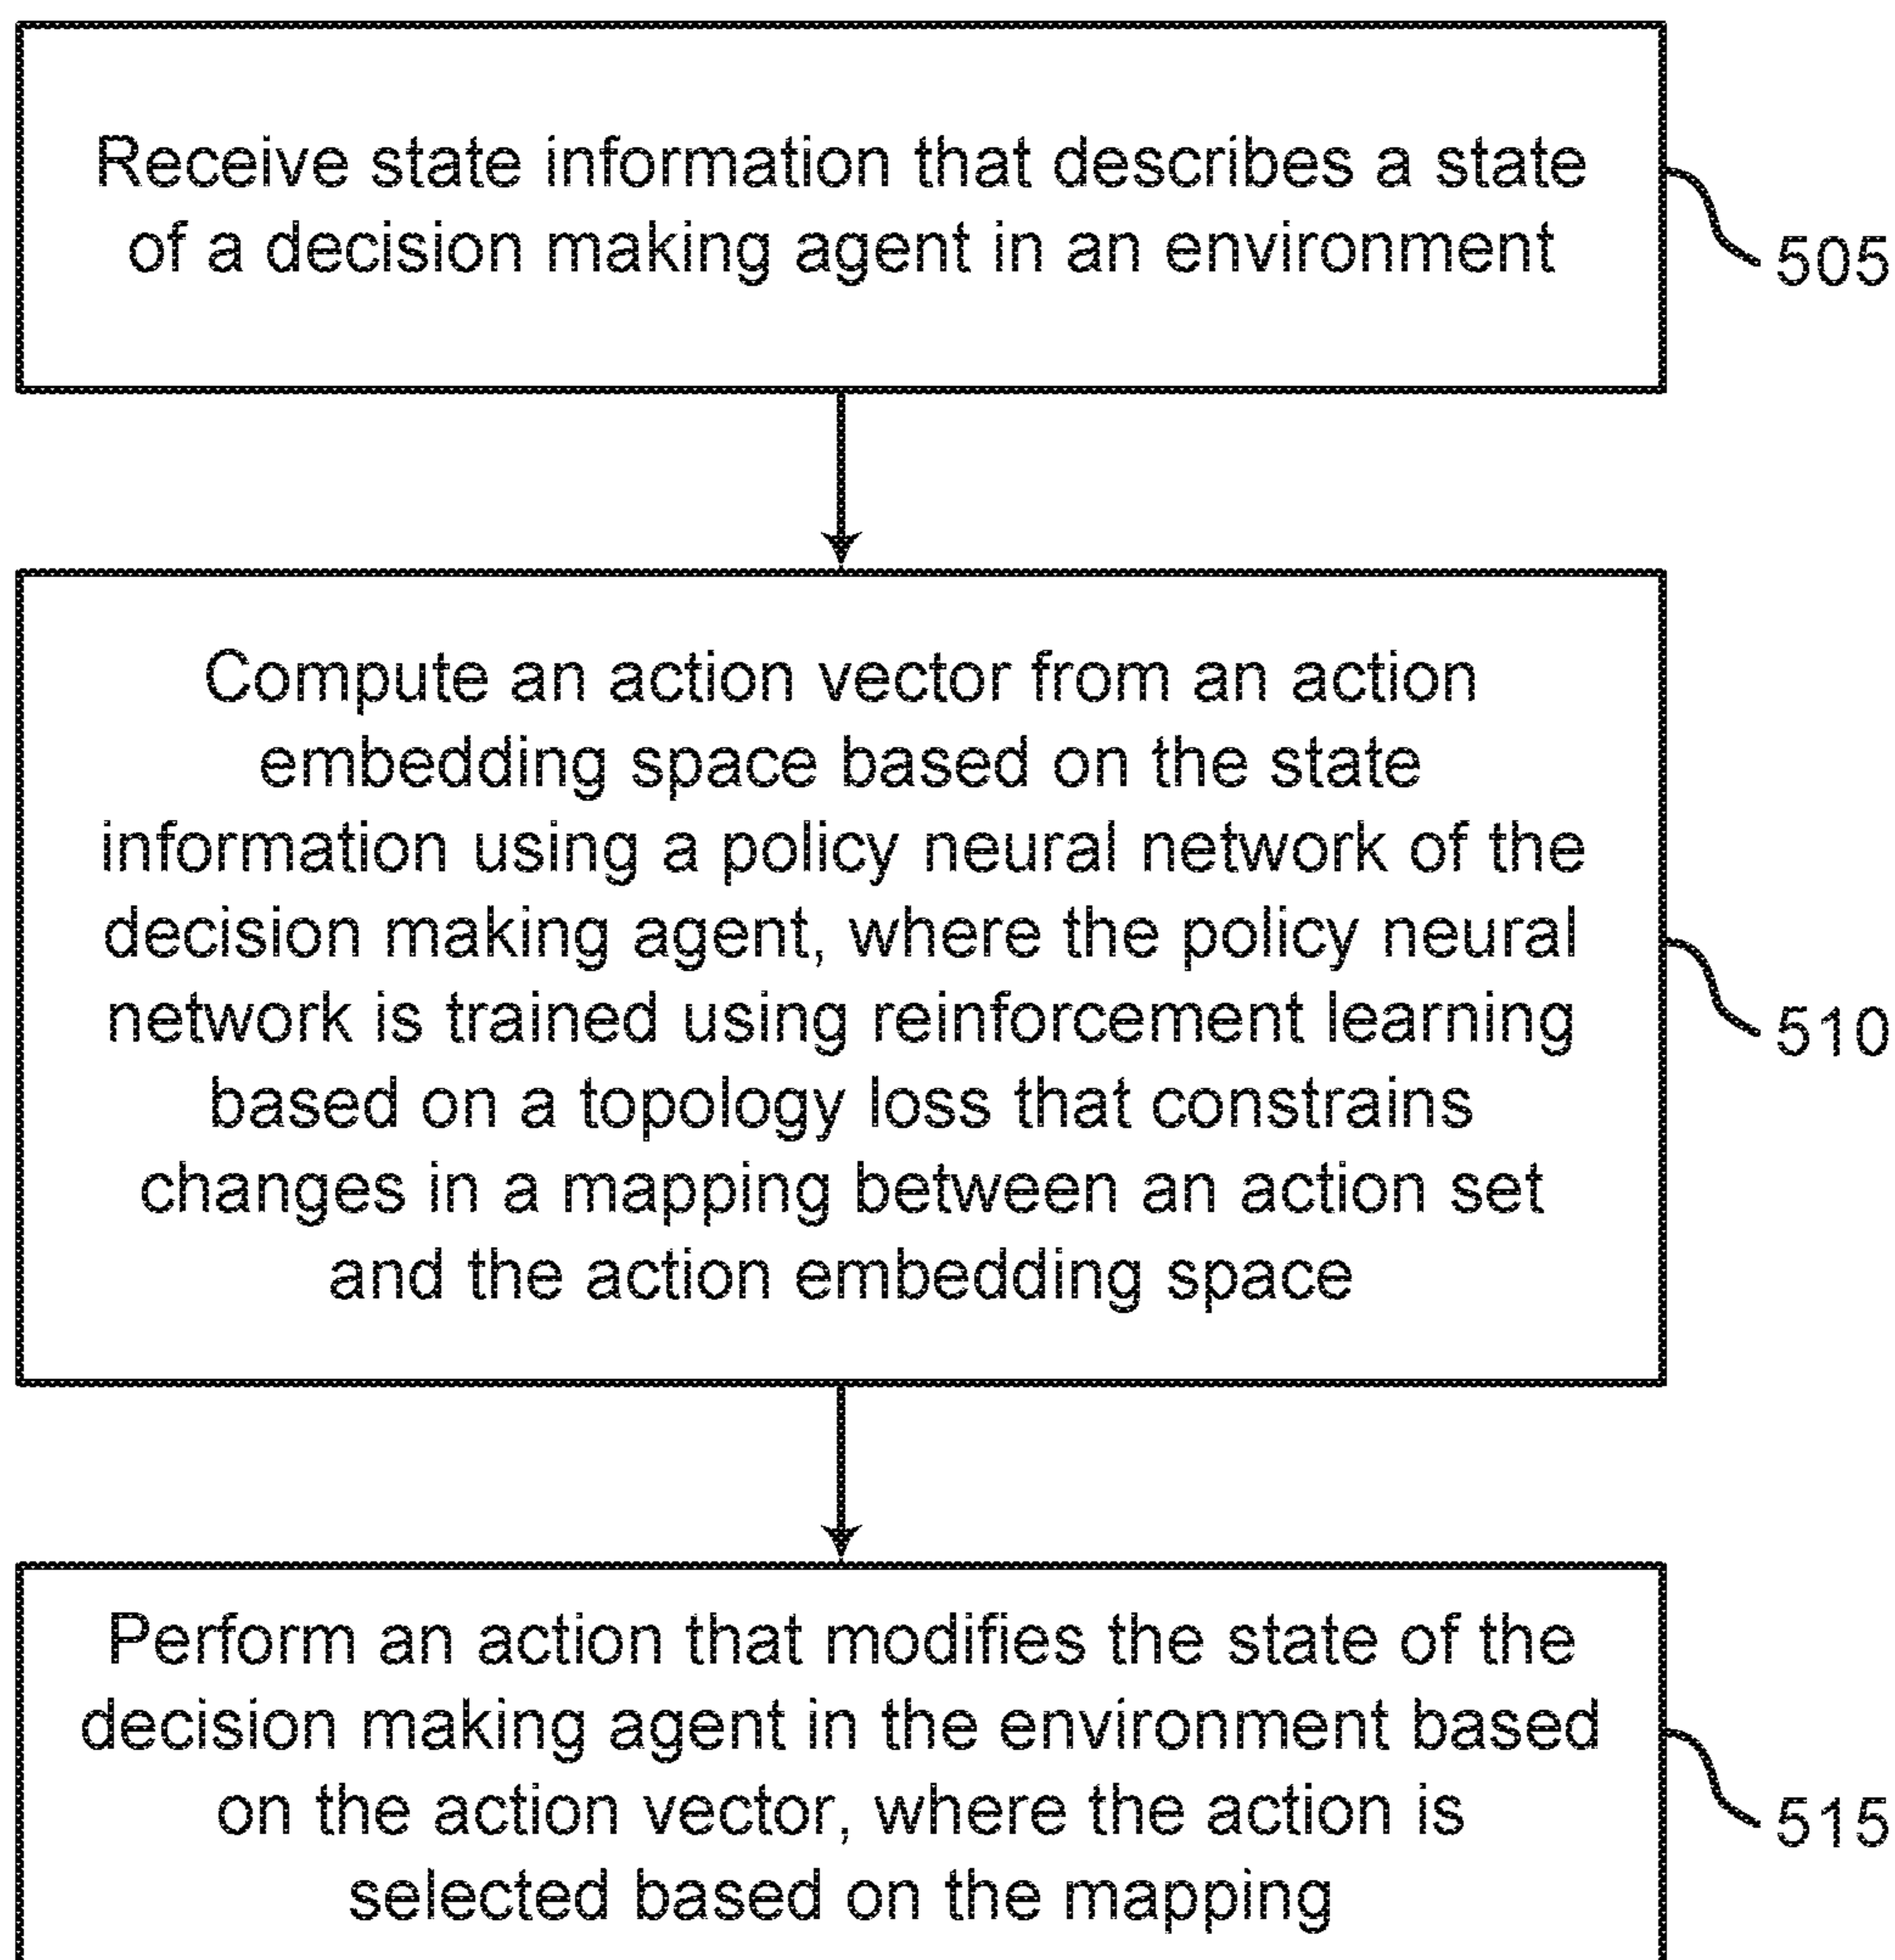 Receive state information that describes a state
of a decision making agent in an environment
505
Compute an action vector from an action
embedding space based on the state
information using a policy neural network of the
decision making agent, where the policy neural
network is trained using reinforcement learning
based on a topology loss that constrains
changes in a mapping between an action set
and the action embedding space
510
Perform an action that modifies the state of the
decision making agent in the environment based
on the action vector, where the action is
selected based on the mapping
515